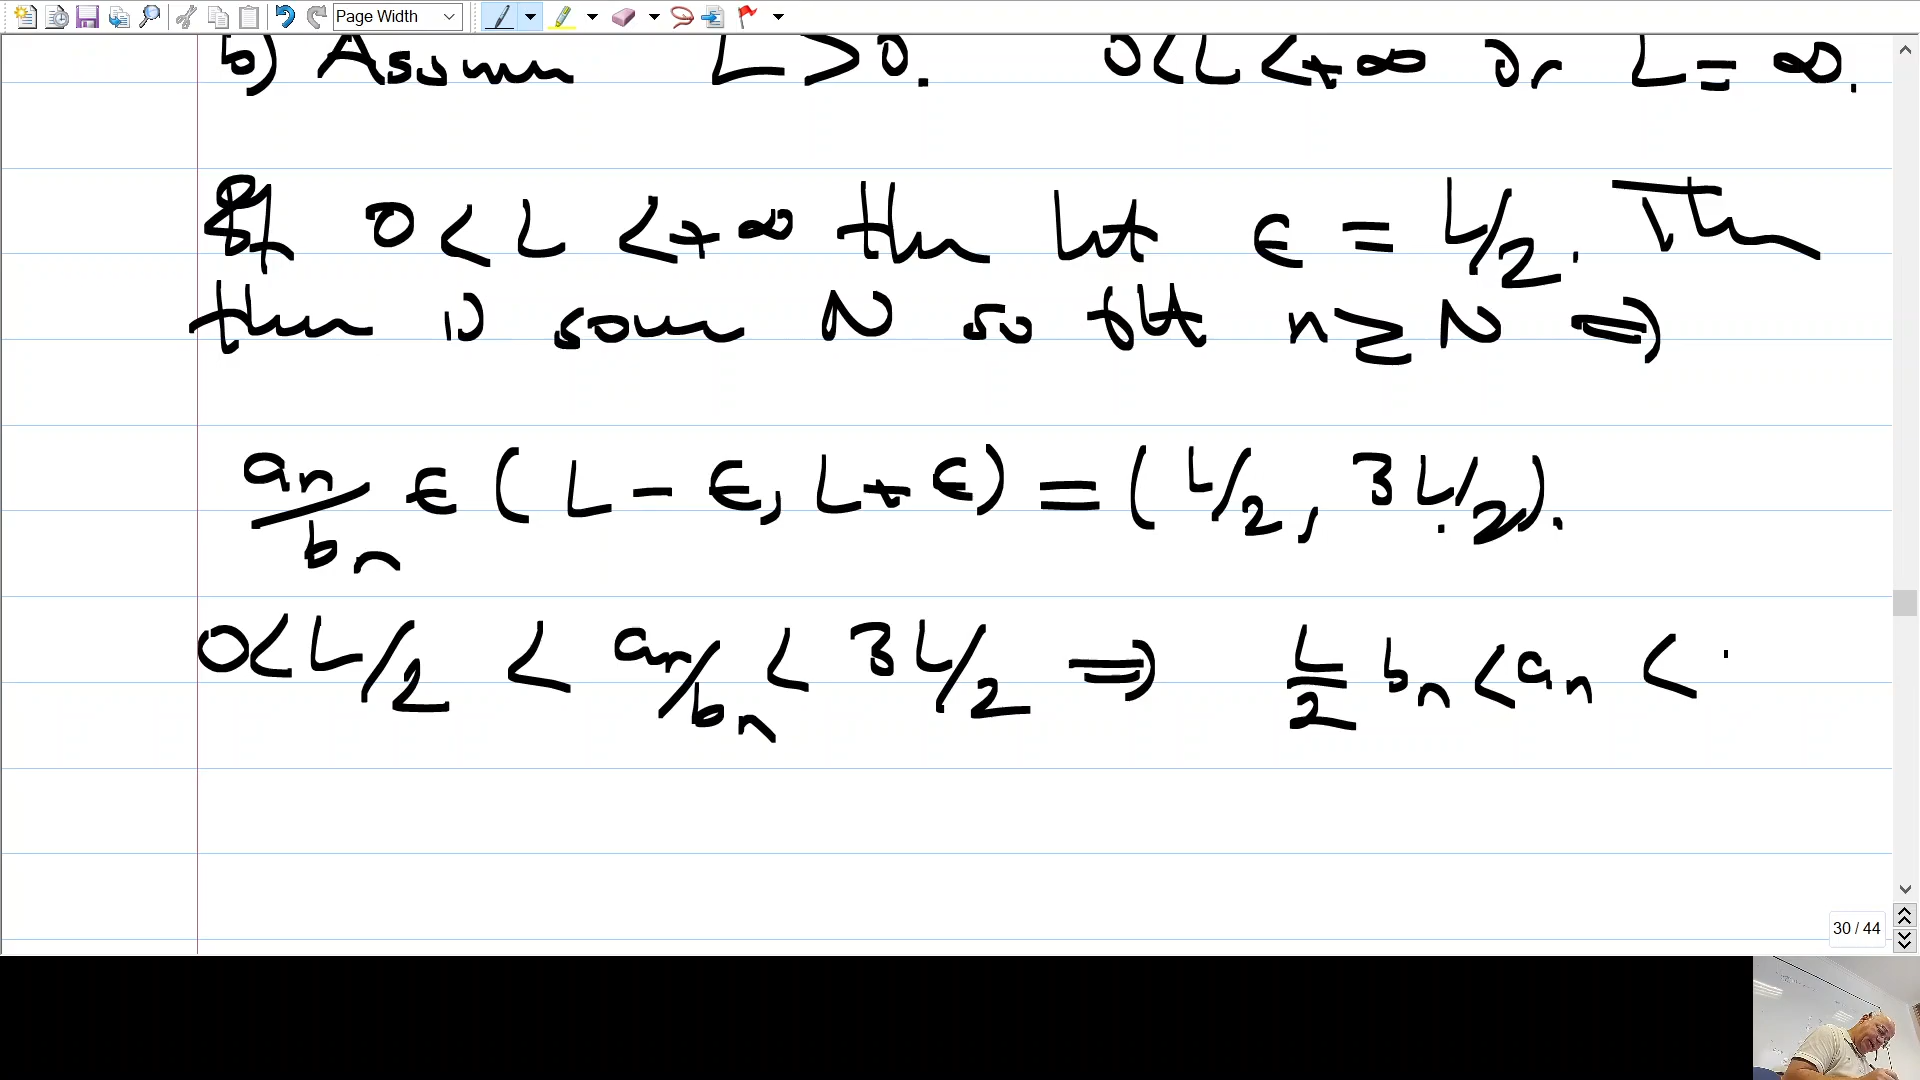 Page Width
b) Assume L > 0. 0 < L < +∞ or L = ∞.
If 0 < L < +∞ then let ϵ = L/2. Then
there is some N so that n ≥ N ⇒
an/bn ∈ (L - ϵ, L + ϵ) = (L/2, 3L/2).
0 < L/2 < an/bn < 3L/2 ⇒ L/2 bn < an <
30 / 44